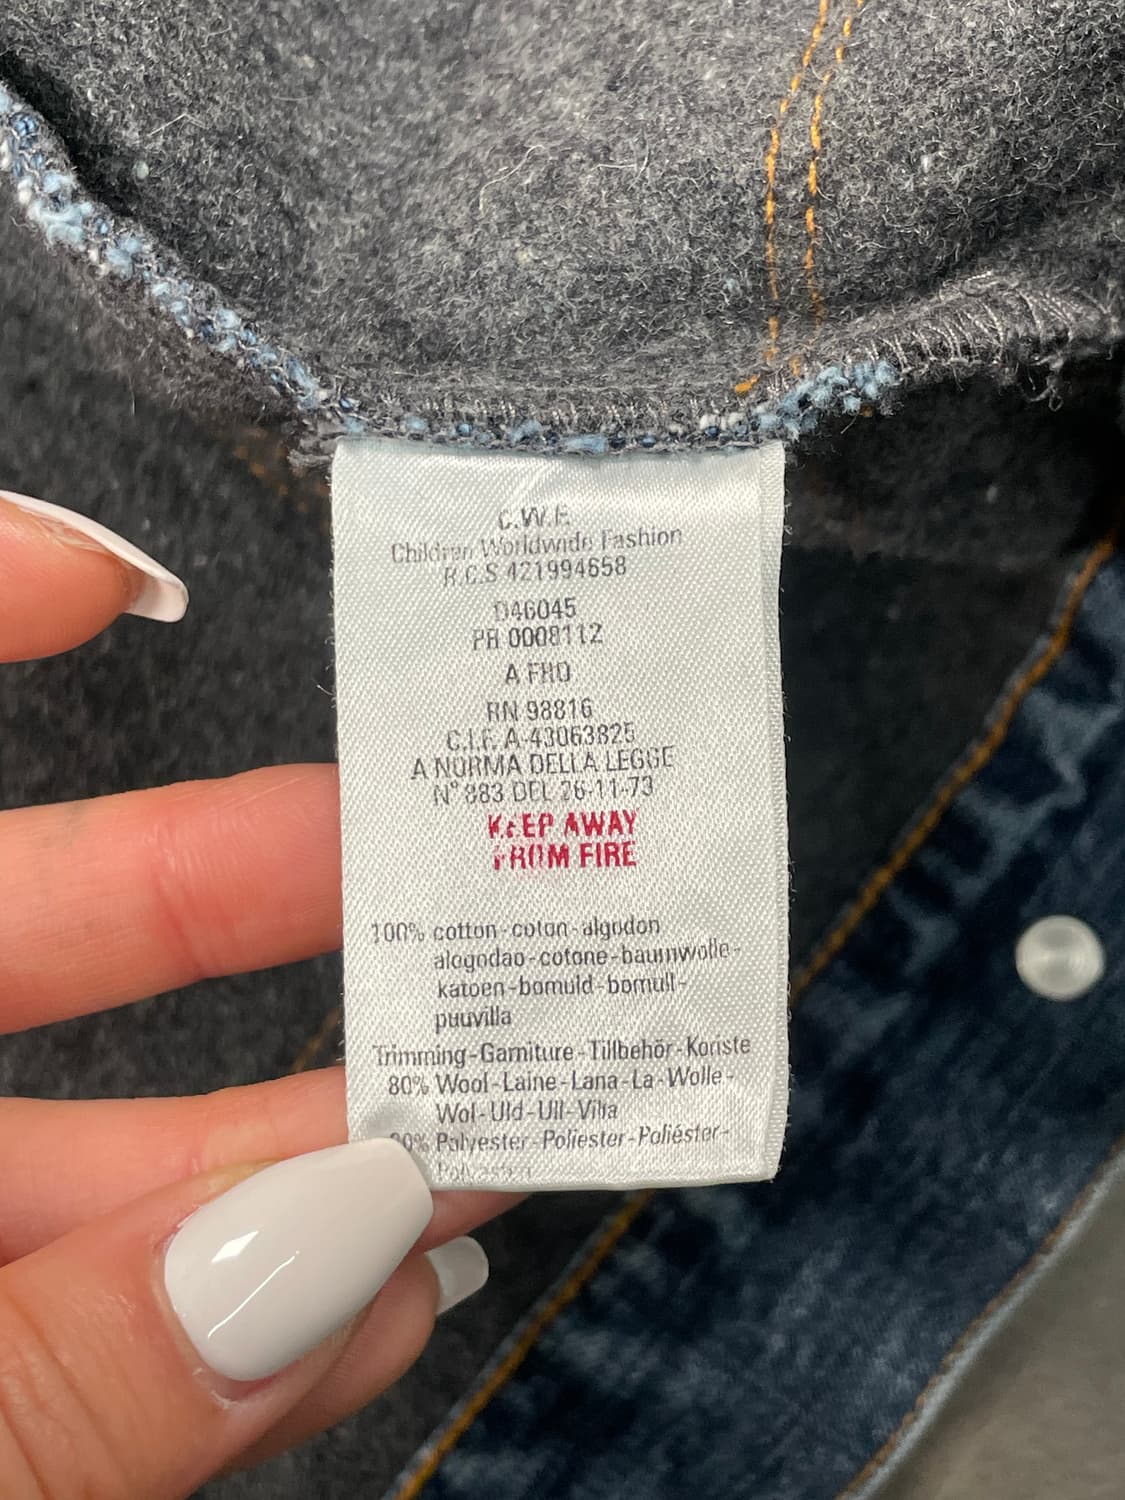 C.W.F.
Children Worldwide Fashion
R.C.S 421994658
D46045
PR 0008112
A FRO
RN 98816
C.I.F. A-43063825
A NORMA DELLA LEGGE
N° 883 DEL 26-11-73
KEEP AWAY
FROM FIRE
100% cotton - coton - algodon
alogodao - cotone - baumwolle -
katoen - bomuld - bomull -
puuvilla
Trimming - Garniture - Tillbehör - Koriste
80% Wool - Laine - Lana - La - Wolle -
Wol - Uld - Ull - Villa
20% Polyester - Poliester - Poliéster -